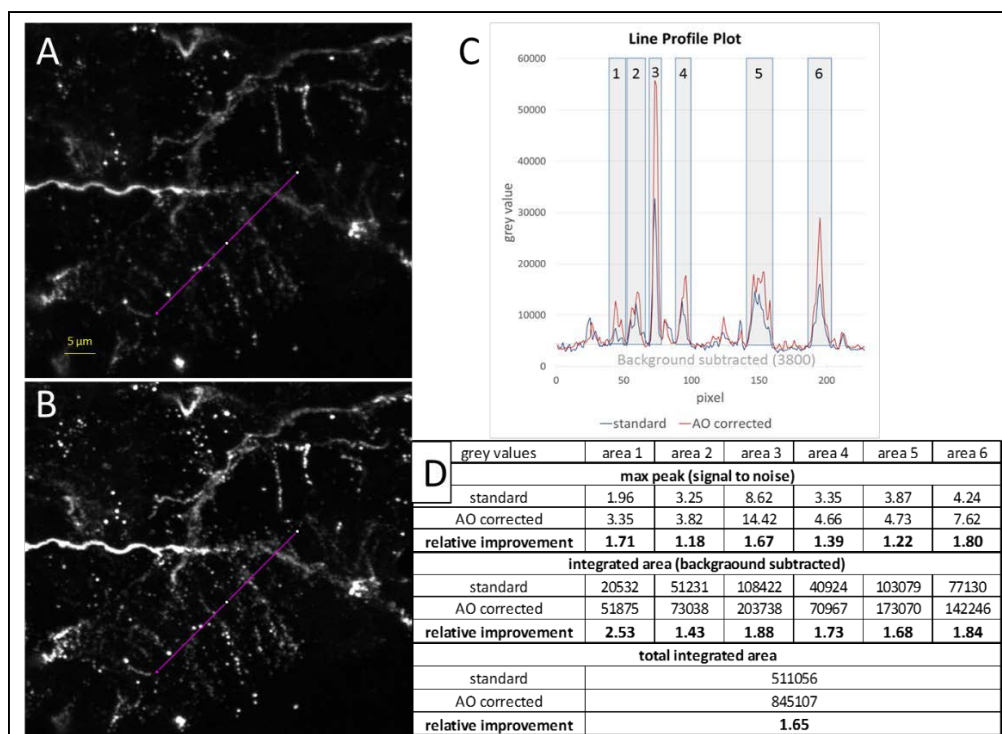 A
5 µm
B
C
Line Profile Plot
60000
50000
40000
30000
20000
10000
0
grey value
1 2 3 4 5 6
Background subtracted (3800)
0 50 100 150 200
pixel
standard AO corrected
D
grey values area 1 area 2 area 3 area 4 area 5 area 6
max peak (signal to noise)
standard 1.96 3.25 8.62 3.35 3.87 4.24
AO corrected 3.35 3.82 14.42 4.66 4.73 7.62
relative improvement 1.71 1.18 1.67 1.39 1.22 1.80
integrated area (backgraound subtracted)
standard 20532 51231 108422 40924 103079 77130
AO corrected 51875 73038 203738 70967 173070 142246
relative improvement 2.53 1.43 1.88 1.73 1.68 1.84
total integrated area
standard 511056
AO corrected 845107
relative improvement 1.65